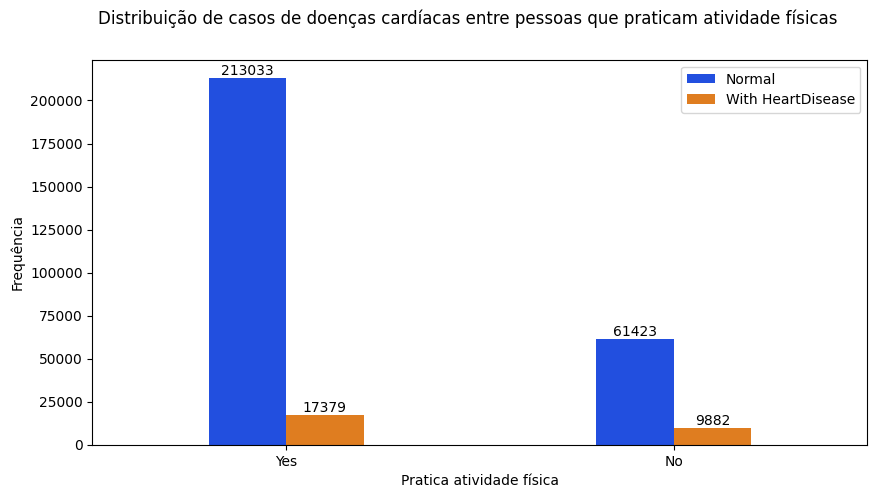 Distribuição de casos de doenças cardíacas entre pessoas que praticam atividade físicas
213033
Normal
With HeartDisease
200000
175000
150000
125000
100000
75000
50000
25000
0
Frequência
17379
61423
9882
Yes
No
Pratica atividade física